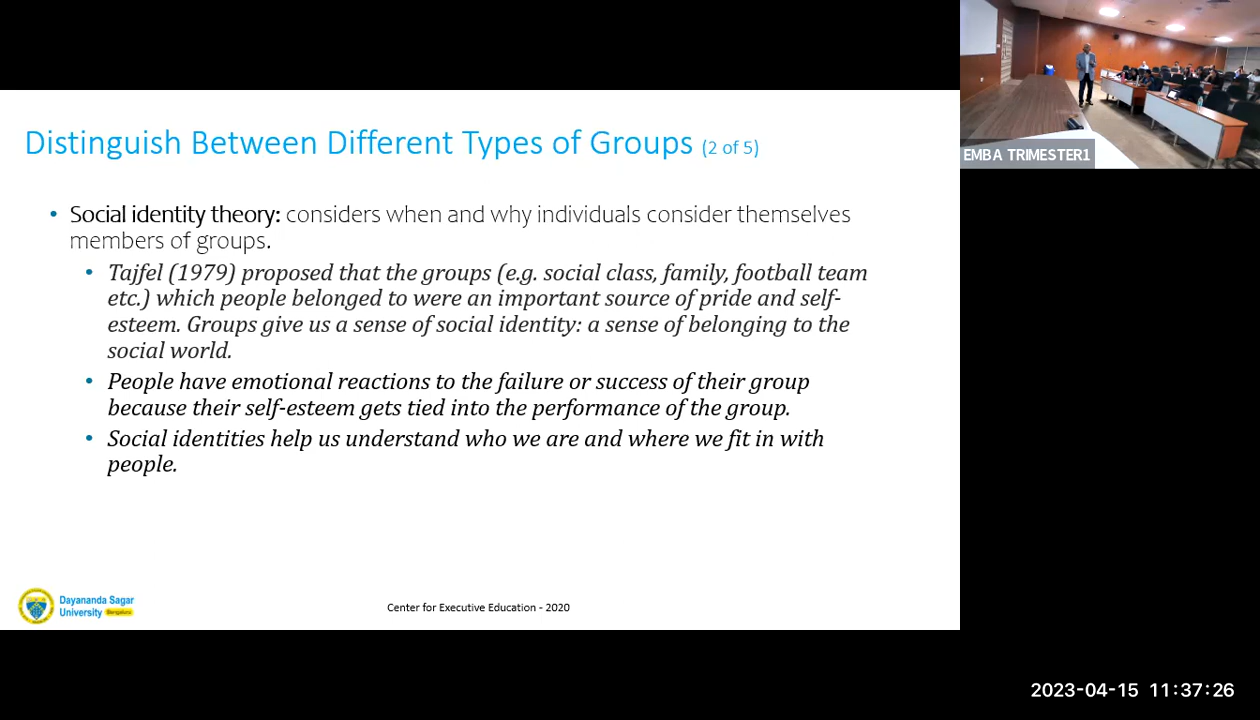 Distinguish Between Different Types of Groups (2 of 5)
• Social identity theory: considers when and why individuals consider themselves
members of groups.
• Tajfel (1979) proposed that the groups (e.g. social class, family, football team
etc.) which people belonged to were an important source of pride and self-
esteem. Groups give us a sense of social identity: a sense of belonging to the
social world.
• People have emotional reactions to the failure or success of their group
because their self-esteem gets tied into the performance of the group.
• Social identities help us understand who we are and where we fit in with
people.
Dayananda Sagar
University Bengaluru
Center for Executive Education - 2020
EMBA TRIMESTER1
2023-04-15 11:37:26